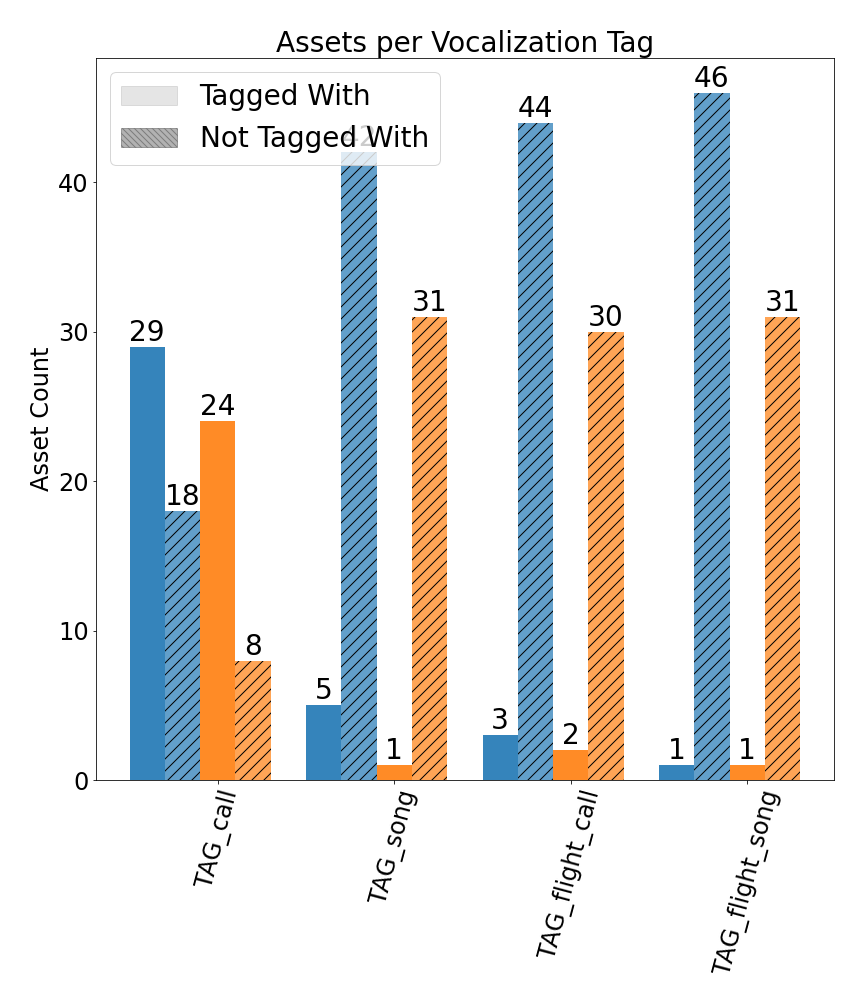 Assets per Vocalization Tag
Tagged With
Not Tagged With
Asset Count
40
30
20
10
0
29
18
24
8
5
42
1
31
3
44
2
30
1
46
1
31
TAG_call
TAG_song
TAG_flight_call
TAG_flight_song